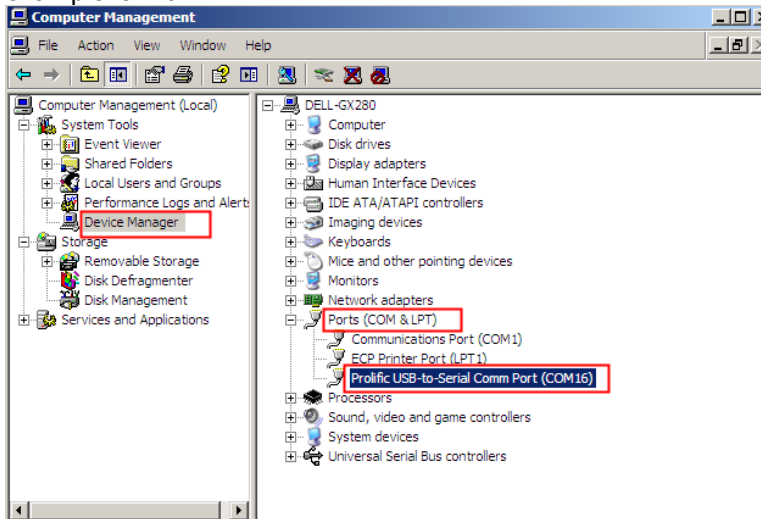 Computer Management
File Action View Window Help
Computer Management (Local)
System Tools
Event Viewer
Shared Folders
Local Users and Groups
Performance Logs and Alerts
Device Manager
Storage
Removable Storage
Disk Defragmenter
Disk Management
Services and Applications
DELL-GX280
Computer
Disk drives
Display adapters
Human Interface Devices
IDE ATA/ATAPI controllers
Imaging devices
Keyboards
Mice and other pointing devices
Monitors
Network adapters
Ports (COM & LPT)
Communications Port (COM1)
ECP Printer Port (LPT1)
Prolific USB-to-Serial Comm Port (COM16)
Processors
Sound, video and game controllers
System devices
Universal Serial Bus controllers